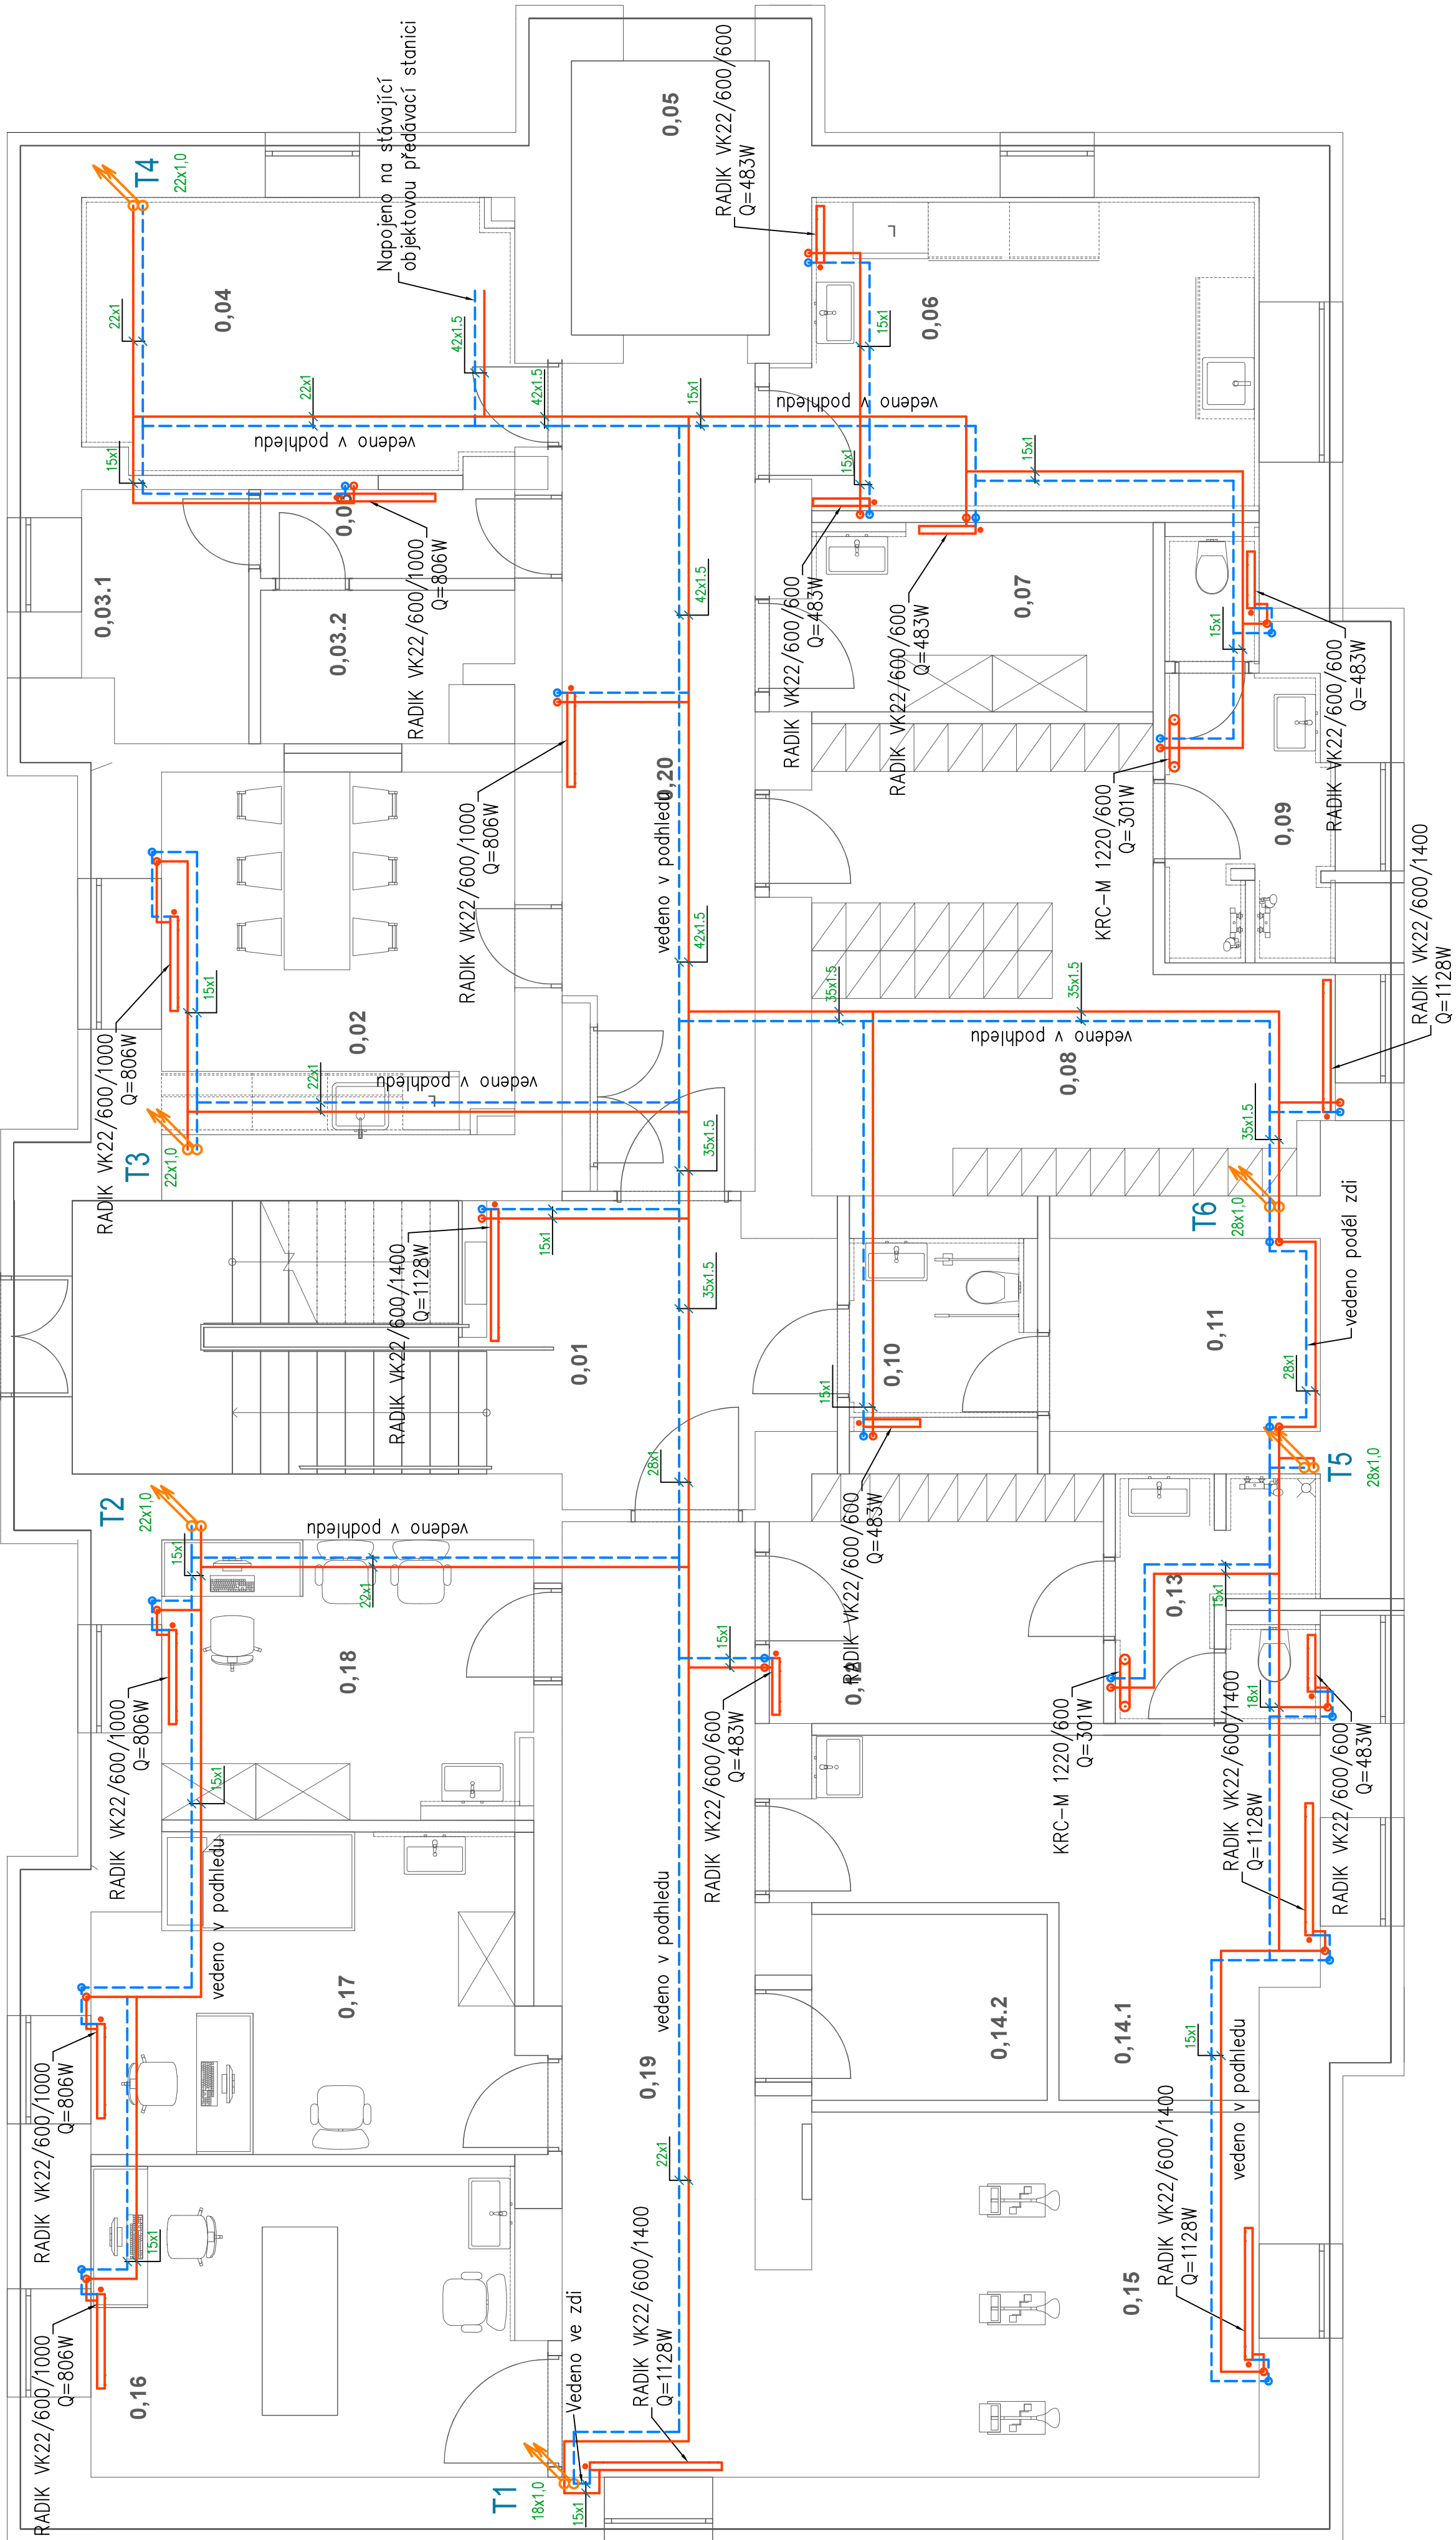 T4
22x1,0
Napojeno na stávající
objektovou předávací stanici
0,05
RADIK VK22/600/600
Q=483W
22x1
0,04
42x1.5
15x1
0,06
22x1
42x1.5
15x1
vedeno v podhledu
vedeno v podhledu
15x1
15x1
15x1
0,03.1
0,03.2
0,0
RADIK VK22/600/1000
Q=806W
42x1.5
RADIK VK22/600/600
Q=483W
RADIK VK22/600/600
Q=483W
0,07
15x1
RADIK VK22/600/600
Q=483W
RADIK VK22/600/1000
Q=806W
0,20
vedeno v podhledu
KRC-M 1220/600
Q=301W
0,09
RADIK VK22/600/1400
Q=1128W
RADIK VK22/600/1000
Q=806W
15x1
0,02
42x1.5
35x1.5
35x1.5
vedeno v podhledu
0,08
22x1
vedeno v podhledu
T3
22x1,0
35x1.5
35x1.5
T6
28x1,0
vedeno podél zdi
RADIK VK22/600/1400
Q=1128W
15x1
35x1.5
0,01
0,10
0,11
15x1
28x1
28x1
T5
28x1,0
T2
22x1,0
vedeno v podhledu
15x1
22x1
RADIK VK22/600/600
Q=483W
0,13
15x1
0,18
15x1
RADIK VK22/600/1000
Q=806W
15x1
RADIK VK22/600/600
Q=483W
KRC-M 1220/600
Q=301W
18x1
RADIK VK22/600/1400
Q=1128W
RADIK VK22/600/600
Q=483W
vedeno v podhledu
0,17
vedeno v podhledu
0,19
0,14.2
0,14.1
15x1
vedeno v podhledu
RADIK VK22/600/1000
Q=806W
22x1
15x1
RADIK VK22/600/1400
Q=1128W
0,15
RADIK VK22/600/1000
Q=806W
0,16
Vedeno ve zdi
RADIK VK22/600/1400
Q=1128W
T1
18x1,0
15x1